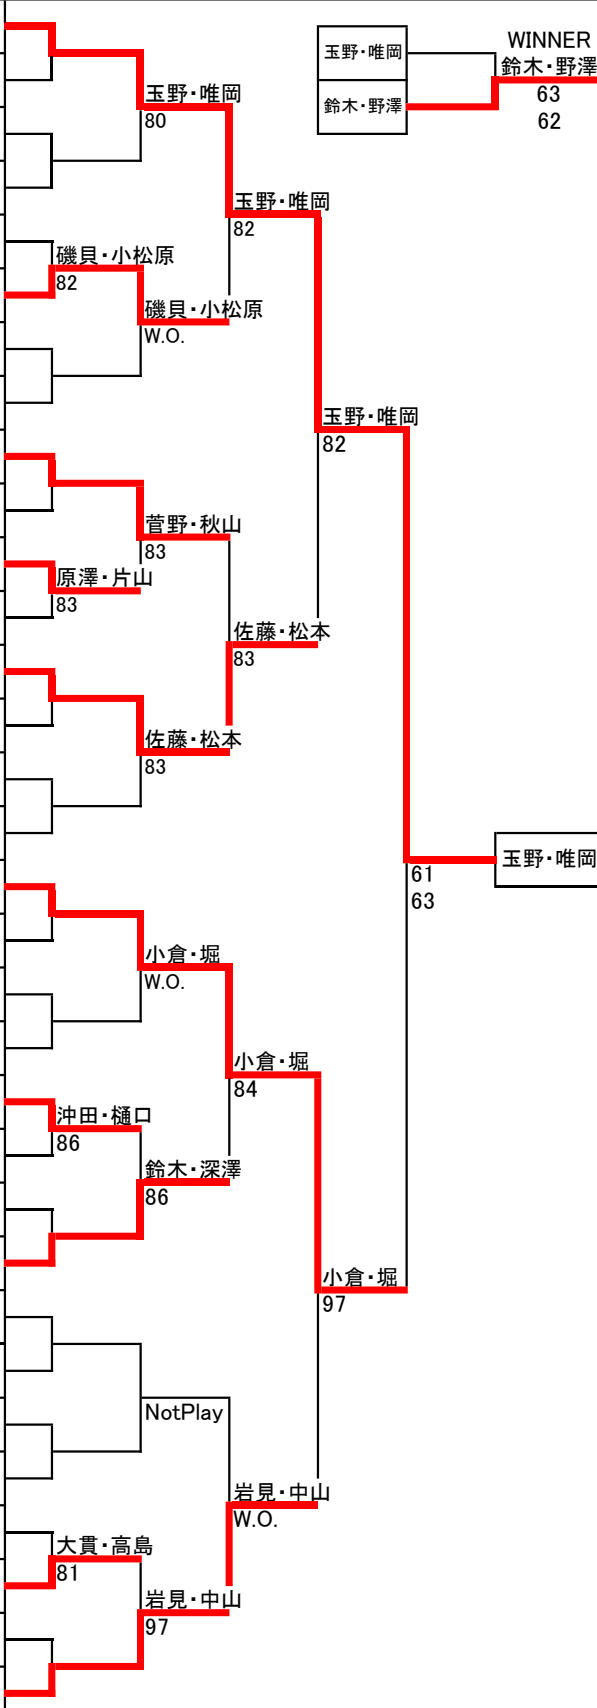 玉野・唯岡
WINNER
鈴木・野澤
鈴木・野澤
63
62
玉野・唯岡
80
玉野・唯岡
82
磯貝・小松原
82
磯貝・小松原
W.O.
玉野・唯岡
82
菅野・秋山
83
原澤・片山
83
佐藤・松本
83
佐藤・松本
83
玉野・唯岡
61
63
小倉・堀
W.O.
小倉・堀
84
沖田・樋口
86
鈴木・深澤
86
小倉・堀
97
NotPlay
岩見・中山
W.O.
大貫・高島
81
岩見・中山
97